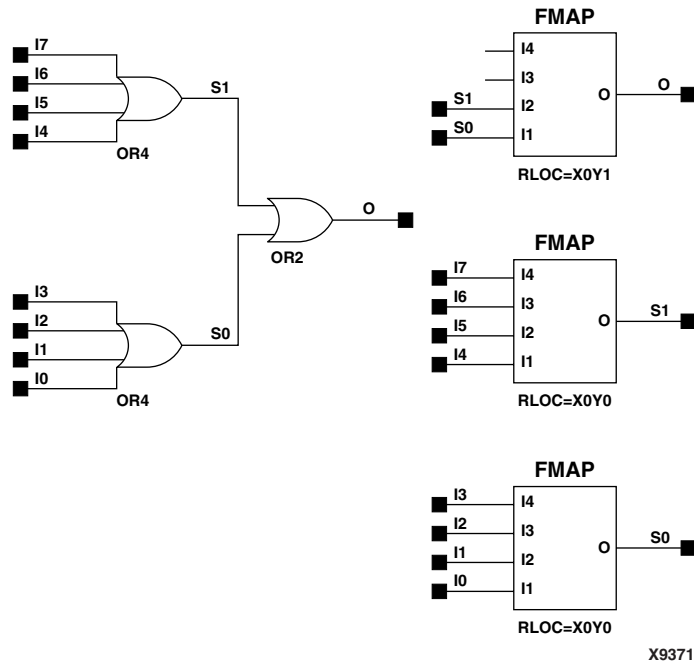 I7
I6
I5
I4
OR4
S1
I3
I2
I1
I0
OR4
S0
OR2
O
FMAP
S1
S0
I4
I3
I2
I1
O
O
RLOC=X0Y1
FMAP
I7
I6
I5
I4
I4
I3
I2
I1
O
S1
RLOC=X0Y0
FMAP
I3
I2
I1
I0
I4
I3
I2
I1
O
S0
RLOC=X0Y0
X9371